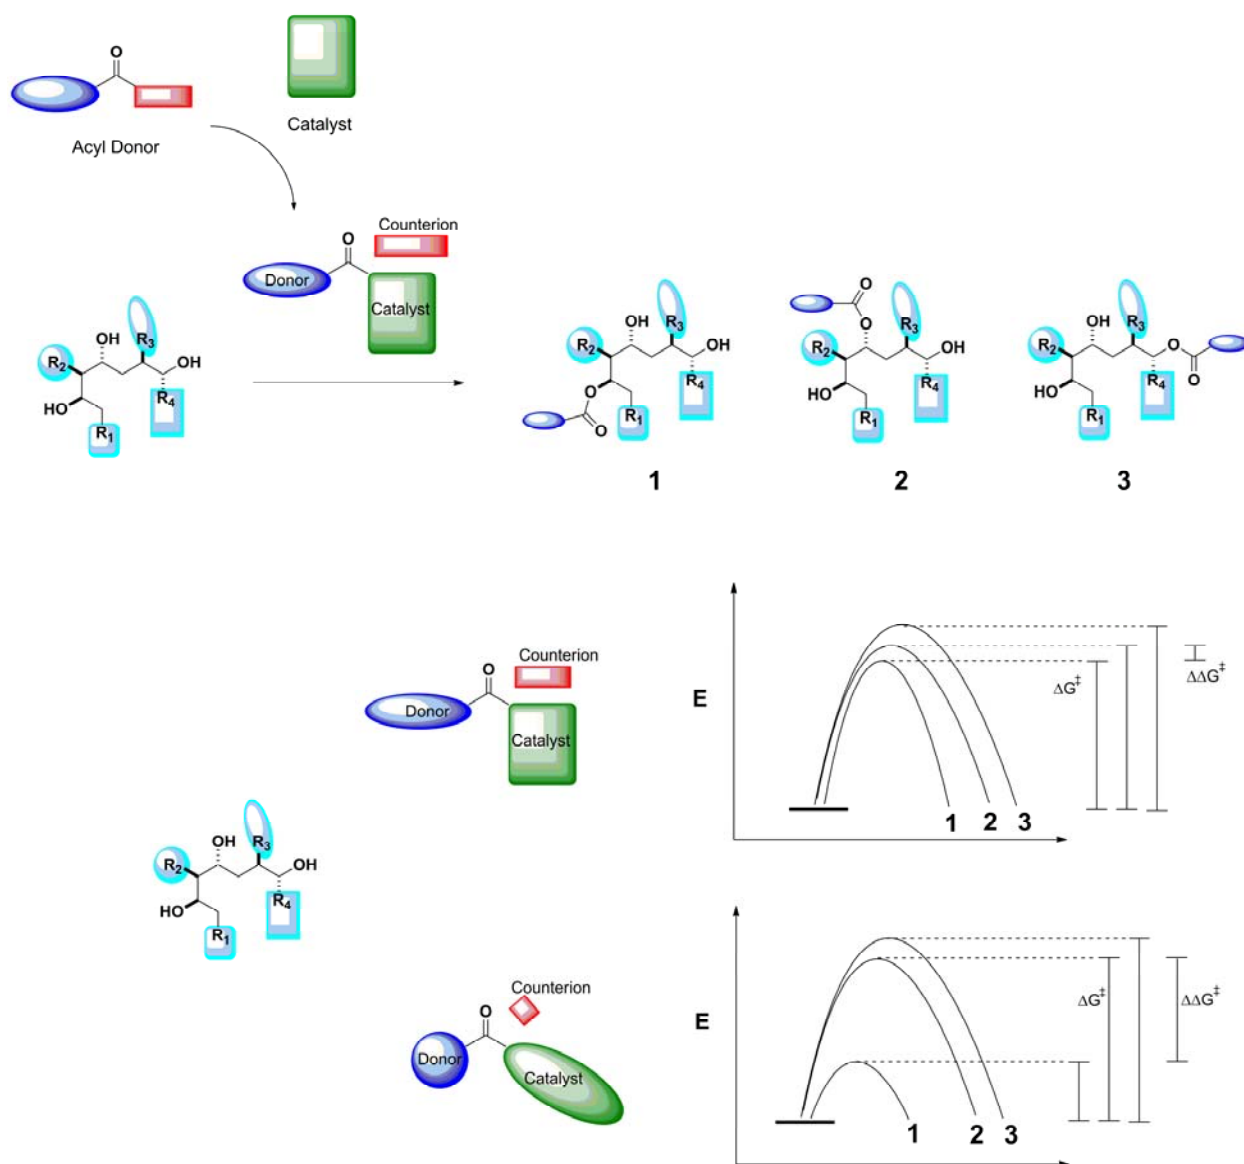 O
Acyl Donor
Catalyst
Counterion
O
Donor
Catalyst
OH
R3
R2
OH
R4
HO
R1
OH
R3
R2
OH
R4
O
O
R1
1
O
O
R3
R2
OH
R4
HO
R1
2
OH
R3
R2
O
R4
O
HO
R1
3
Counterion
O
Donor
Catalyst
E
ΔG‡
ΔΔG‡
1 2 3
OH
R3
R2
OH
R4
HO
R1
Counterion
O
Donor
Catalyst
E
ΔG‡
ΔΔG‡
1 2 3